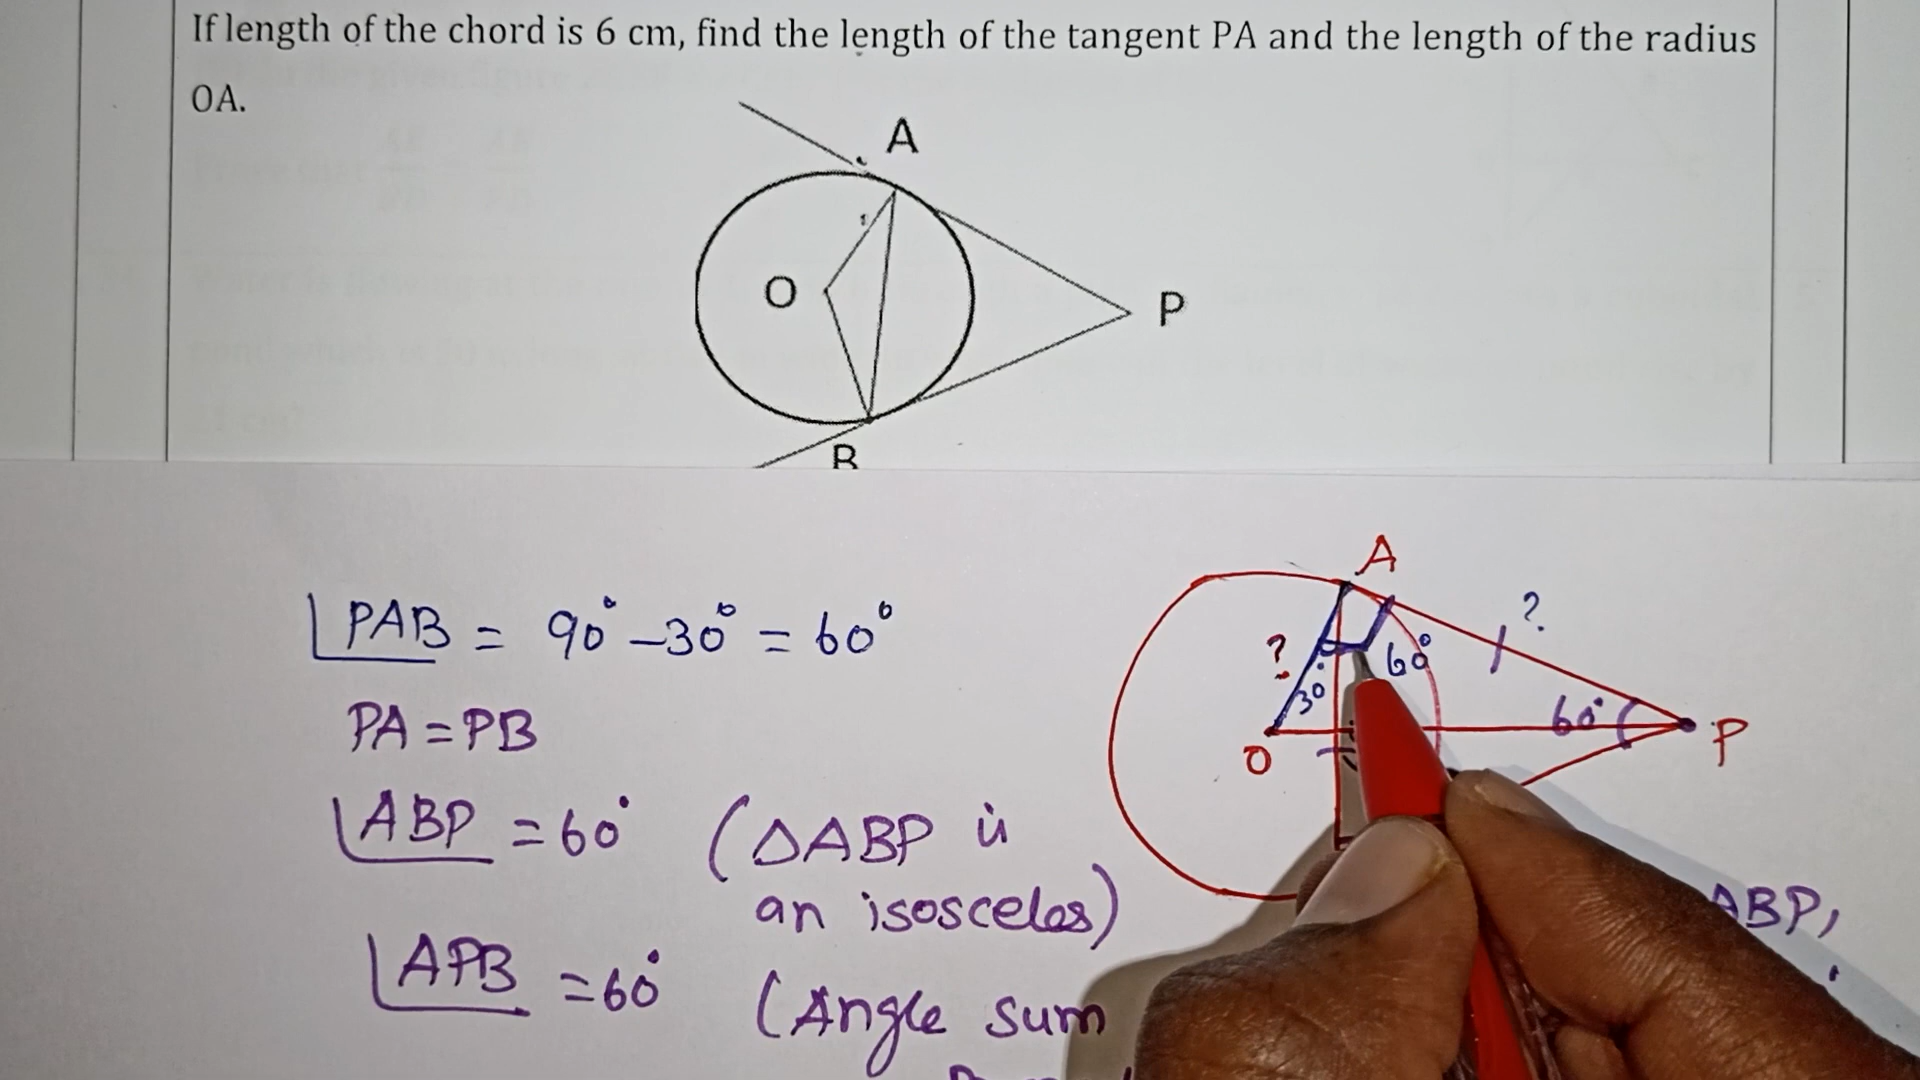 If length of the chord is 6 cm, find the length of the tangent PA and the length of the radius
OA.
A
O
P
B
∠PAB = 90° - 30° = 60°
PA = PB
∠ABP = 60° (△ABP is
an isosceles)
∠APB = 60° (Angle sum
A
?
?
60°
30°
60°
O
P
ABP,